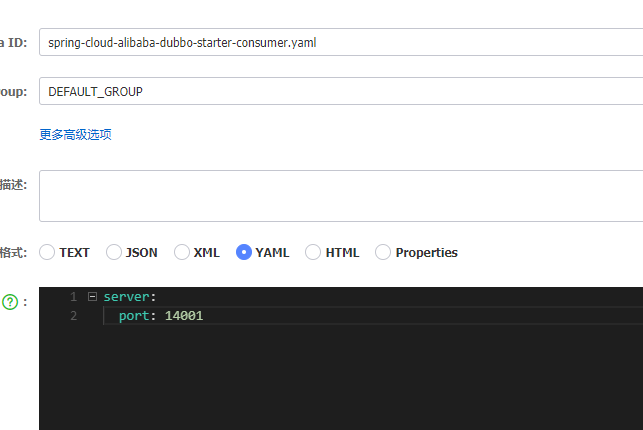 a ID: spring-cloud-alibaba-dubbo-starter-consumer.yaml
roup: DEFAULT_GROUP
更多高级选项
描述:
格式: TEXT JSON XML YAML HTML Properties
? : 1 server:
2 port: 14001